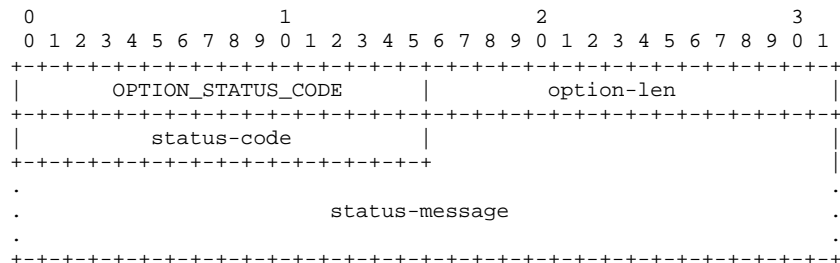 0                   1                   2                   3
 0 1 2 3 4 5 6 7 8 9 0 1 2 3 4 5 6 7 8 9 0 1 2 3 4 5 6 7 8 9 0 1
+-+-+-+-+-+-+-+-+-+-+-+-+-+-+-+-+-+-+-+-+-+-+-+-+-+-+-+-+-+-+-+-+
|       OPTION_STATUS_CODE      |         option-len            |
+-+-+-+-+-+-+-+-+-+-+-+-+-+-+-+-+-+-+-+-+-+-+-+-+-+-+-+-+-+-+-+-+
|          status-code          |                               |
+-+-+-+-+-+-+-+-+-+-+-+-+-+-+-+-+                               |
.                                                               .
.                        status-message                         .
.                                                               .
+-+-+-+-+-+-+-+-+-+-+-+-+-+-+-+-+-+-+-+-+-+-+-+-+-+-+-+-+-+-+-+-+